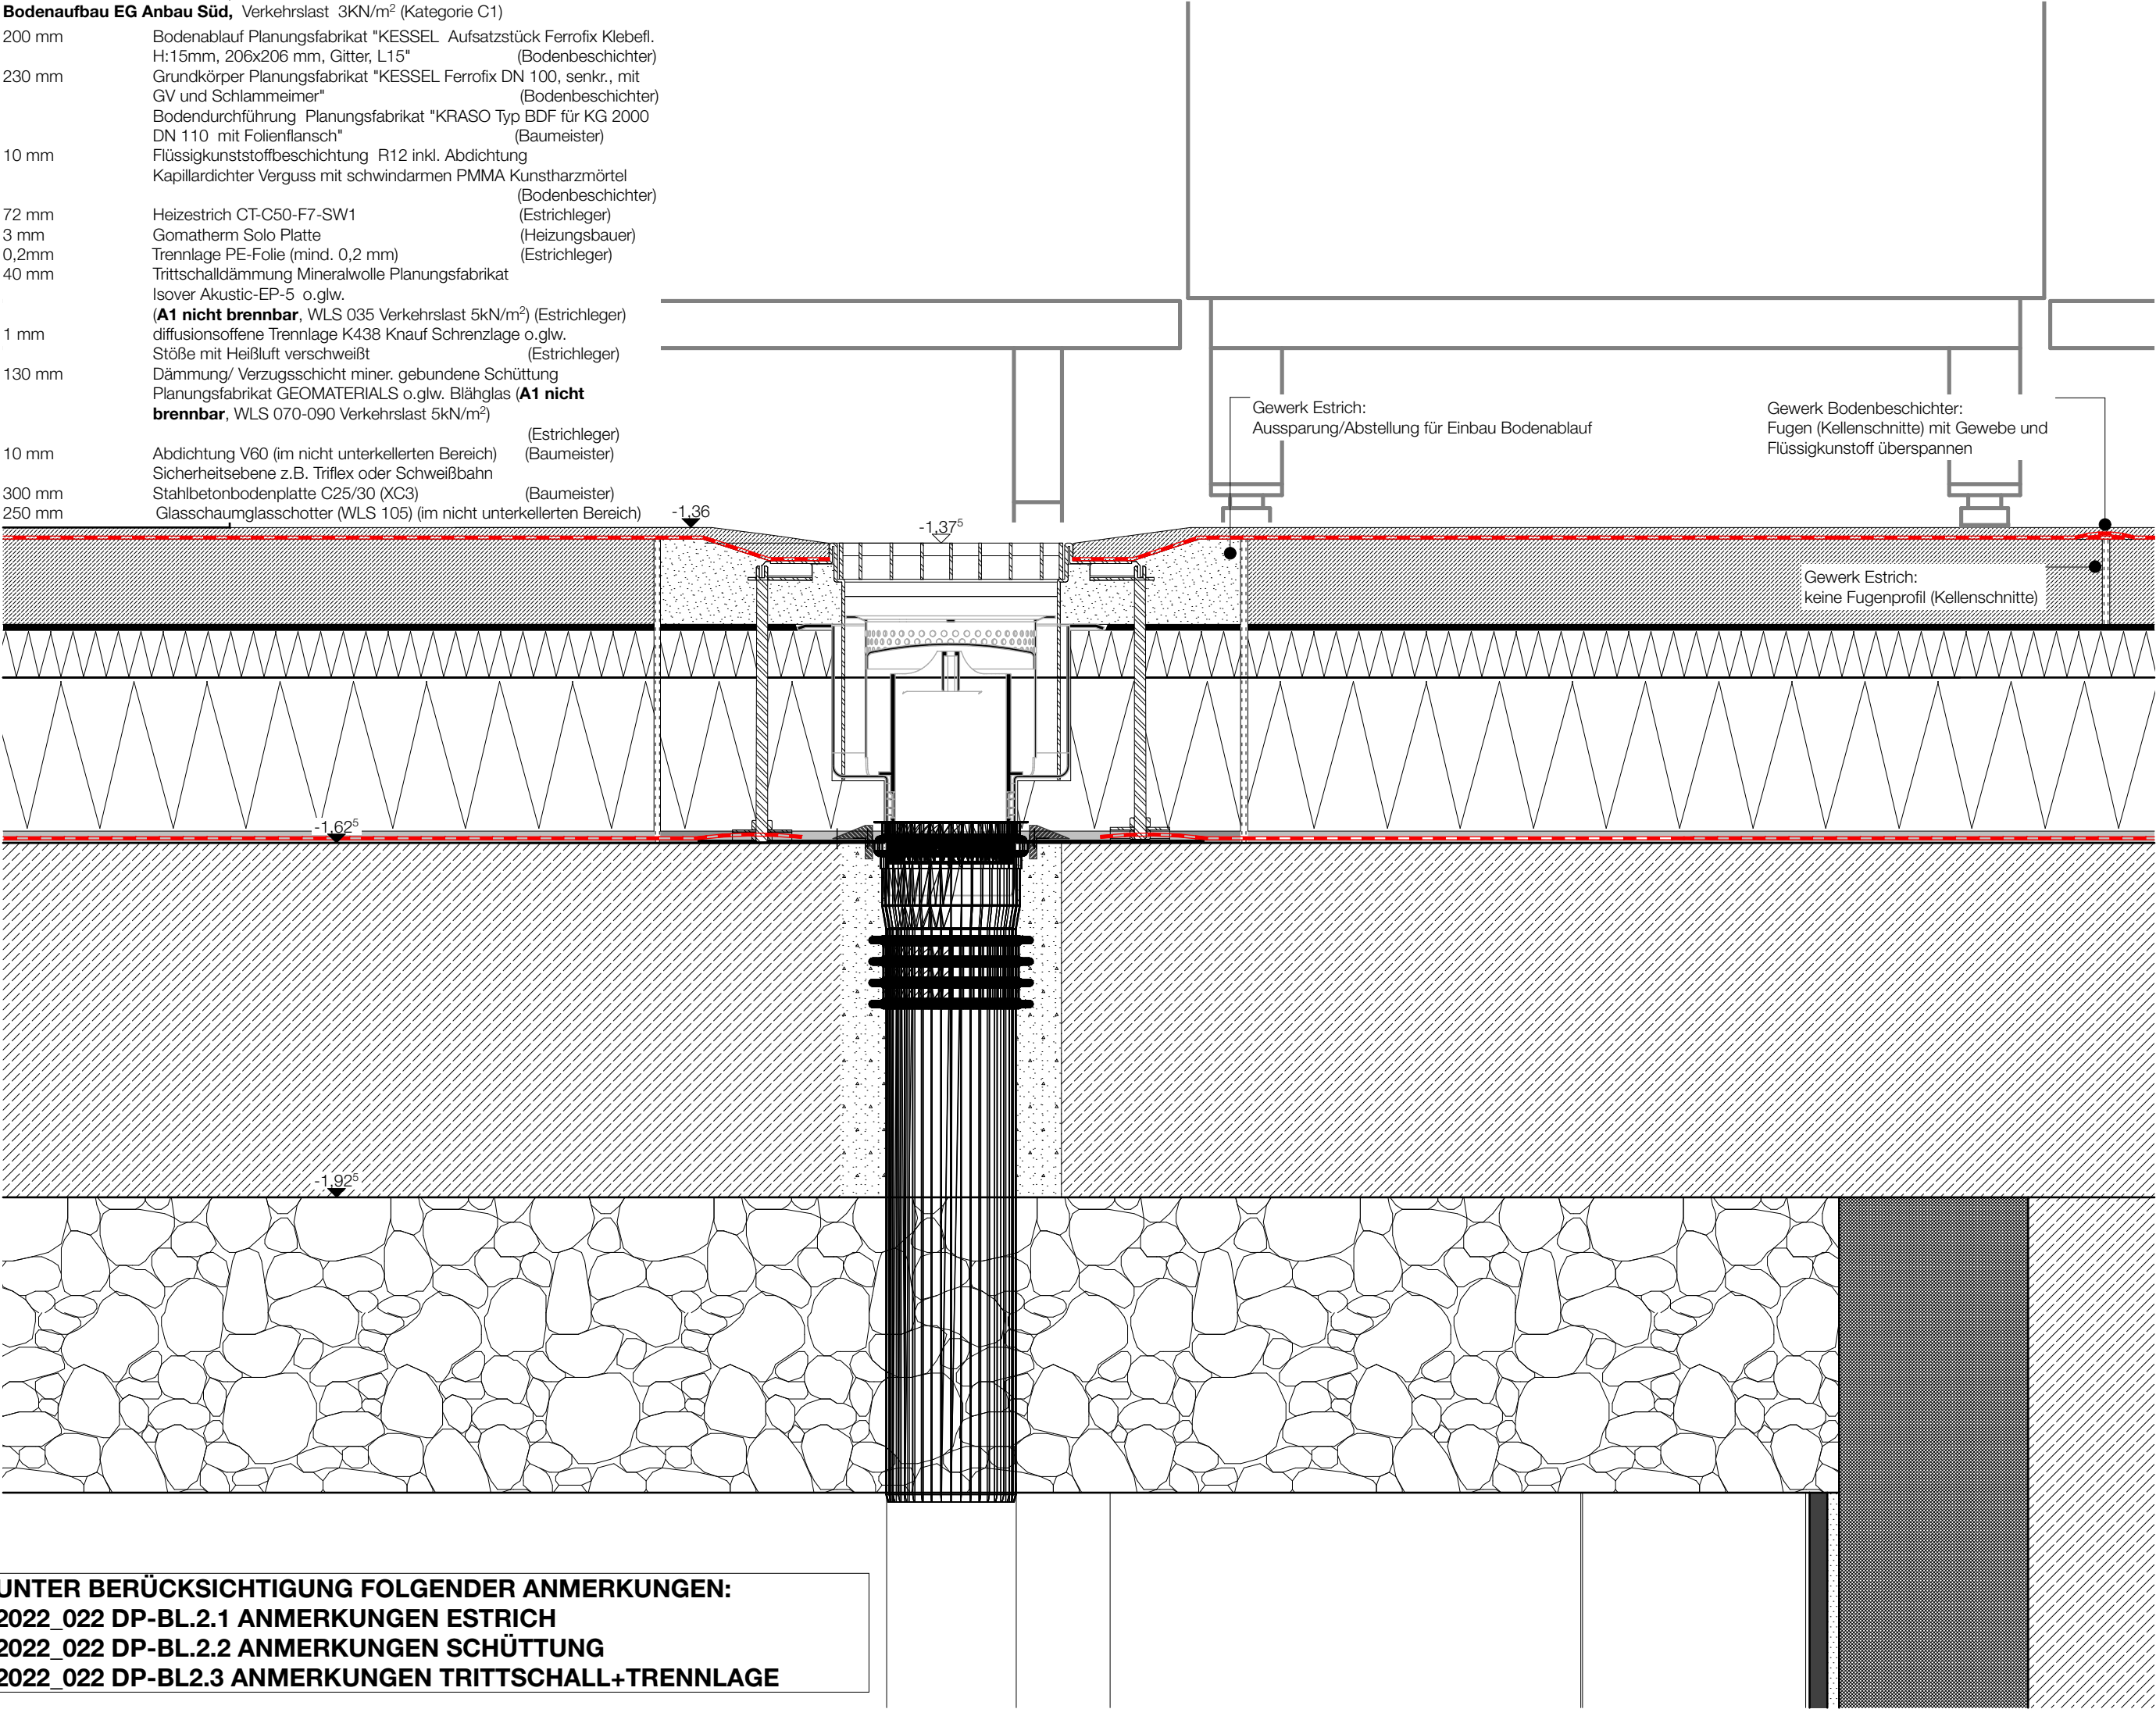 Bodenaufbau EG Anbau Süd, Verkehrslast 3KN/m² (Kategorie C1)
200 mm Bodenablauf Planungsfabrikat "KESSEL Aufsatzstück Ferrofix Klebefl.
H:15mm, 206x206 mm, Gitter, L15" (Bodenbeschichter)
230 mm Grundkörper Planungsfabrikat "KESSEL Ferrofix DN 100, senkr., mit
GV und Schlammeimer" (Bodenbeschichter)
Bodendurchführung Planungsfabrikat "KRASO Typ BDF für KG 2000
DN 110 mit Folienflansch" (Baumeister)
10 mm Flüssigkunststoffbeschichtung R12 inkl. Abdichtung
Kapillardichter Verguss mit schwindarmen PMMA Kunstharzmörtel
(Bodenbeschichter)
72 mm Heizestrich CT-C50-F7-SW1 (Estrichleger)
3 mm Gomatherm Solo Platte (Heizungsbauer)
0,2mm Trennlage PE-Folie (mind. 0,2 mm) (Estrichleger)
40 mm Trittschalldämmung Mineralwolle Planungsfabrikat
Isover Akustic-EP-5 o.glw.
(A1 nicht brennbar, WLS 035 Verkehrslast 5kN/m²) (Estrichleger)
1 mm diffusionsoffene Trennlage K438 Knauf Schrenzlage o.glw.
Stöße mit Heißluft verschweißt (Estrichleger)
130 mm Dämmung/ Verzugsschicht miner. gebundene Schüttung
Planungsfabrikat GEOMATERIALS o.glw. Blähglas (A1 nicht
brennbar, WLS 070-090 Verkehrslast 5kN/m²)
(Estrichleger)
10 mm Abdichtung V60 (im nicht unterkellerten Bereich) (Baumeister)
Sicherheitsebene z.B. Triflex oder Schweißbahn
300 mm Stahlbetonbodenplatte C25/30 (XC3) (Baumeister)
250 mm Glasschaumglasschotter (WLS 105) (im nicht unterkellerten Bereich)
Gewerk Estrich:
Aussparung/Abstellung für Einbau Bodenablauf
Gewerk Bodenbeschichter:
Fugen (Kellenschnitte) mit Gewebe und
Flüssigkunstoff überspannen
-1,36
-1,37⁵
Gewerk Estrich:
keine Fugenprofil (Kellenschnitte)
-1,62⁵
-1,92⁵
UNTER BERÜCKSICHTIGUNG FOLGENDER ANMERKUNGEN:
2022_022 DP-BL.2.1 ANMERKUNGEN ESTRICH
2022_022 DP-BL.2.2 ANMERKUNGEN SCHÜTTUNG
2022_022 DP-BL2.3 ANMERKUNGEN TRITTSCHALL+TRENNLAGE